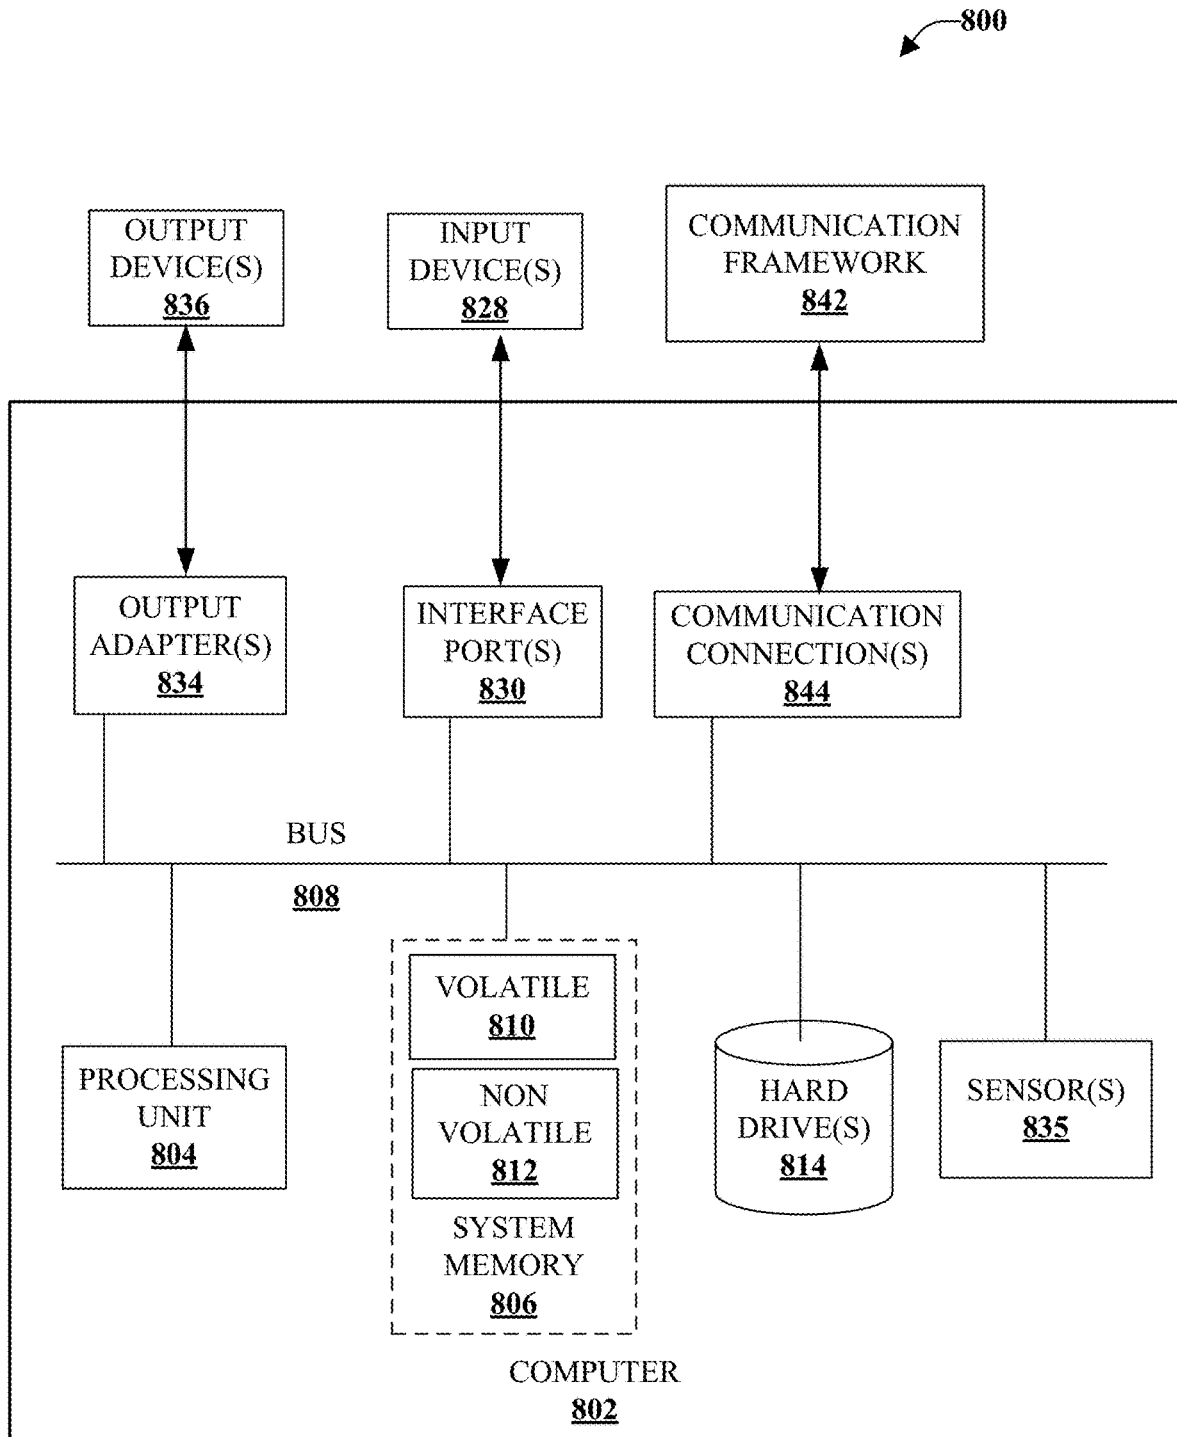 800
OUTPUT
DEVICE(S)
836
INPUT
DEVICE(S)
828
COMMUNICATION
FRAMEWORK
842
OUTPUT
ADAPTER(S)
834
INTERFACE
PORT(S)
830
COMMUNICATION
CONNECTION(S)
844
BUS
808
PROCESSING
UNIT
804
VOLATILE
810
NON
VOLATILE
812
SYSTEM
MEMORY
806
HARD
DRIVE(S)
814
SENSOR(S)
835
COMPUTER
802